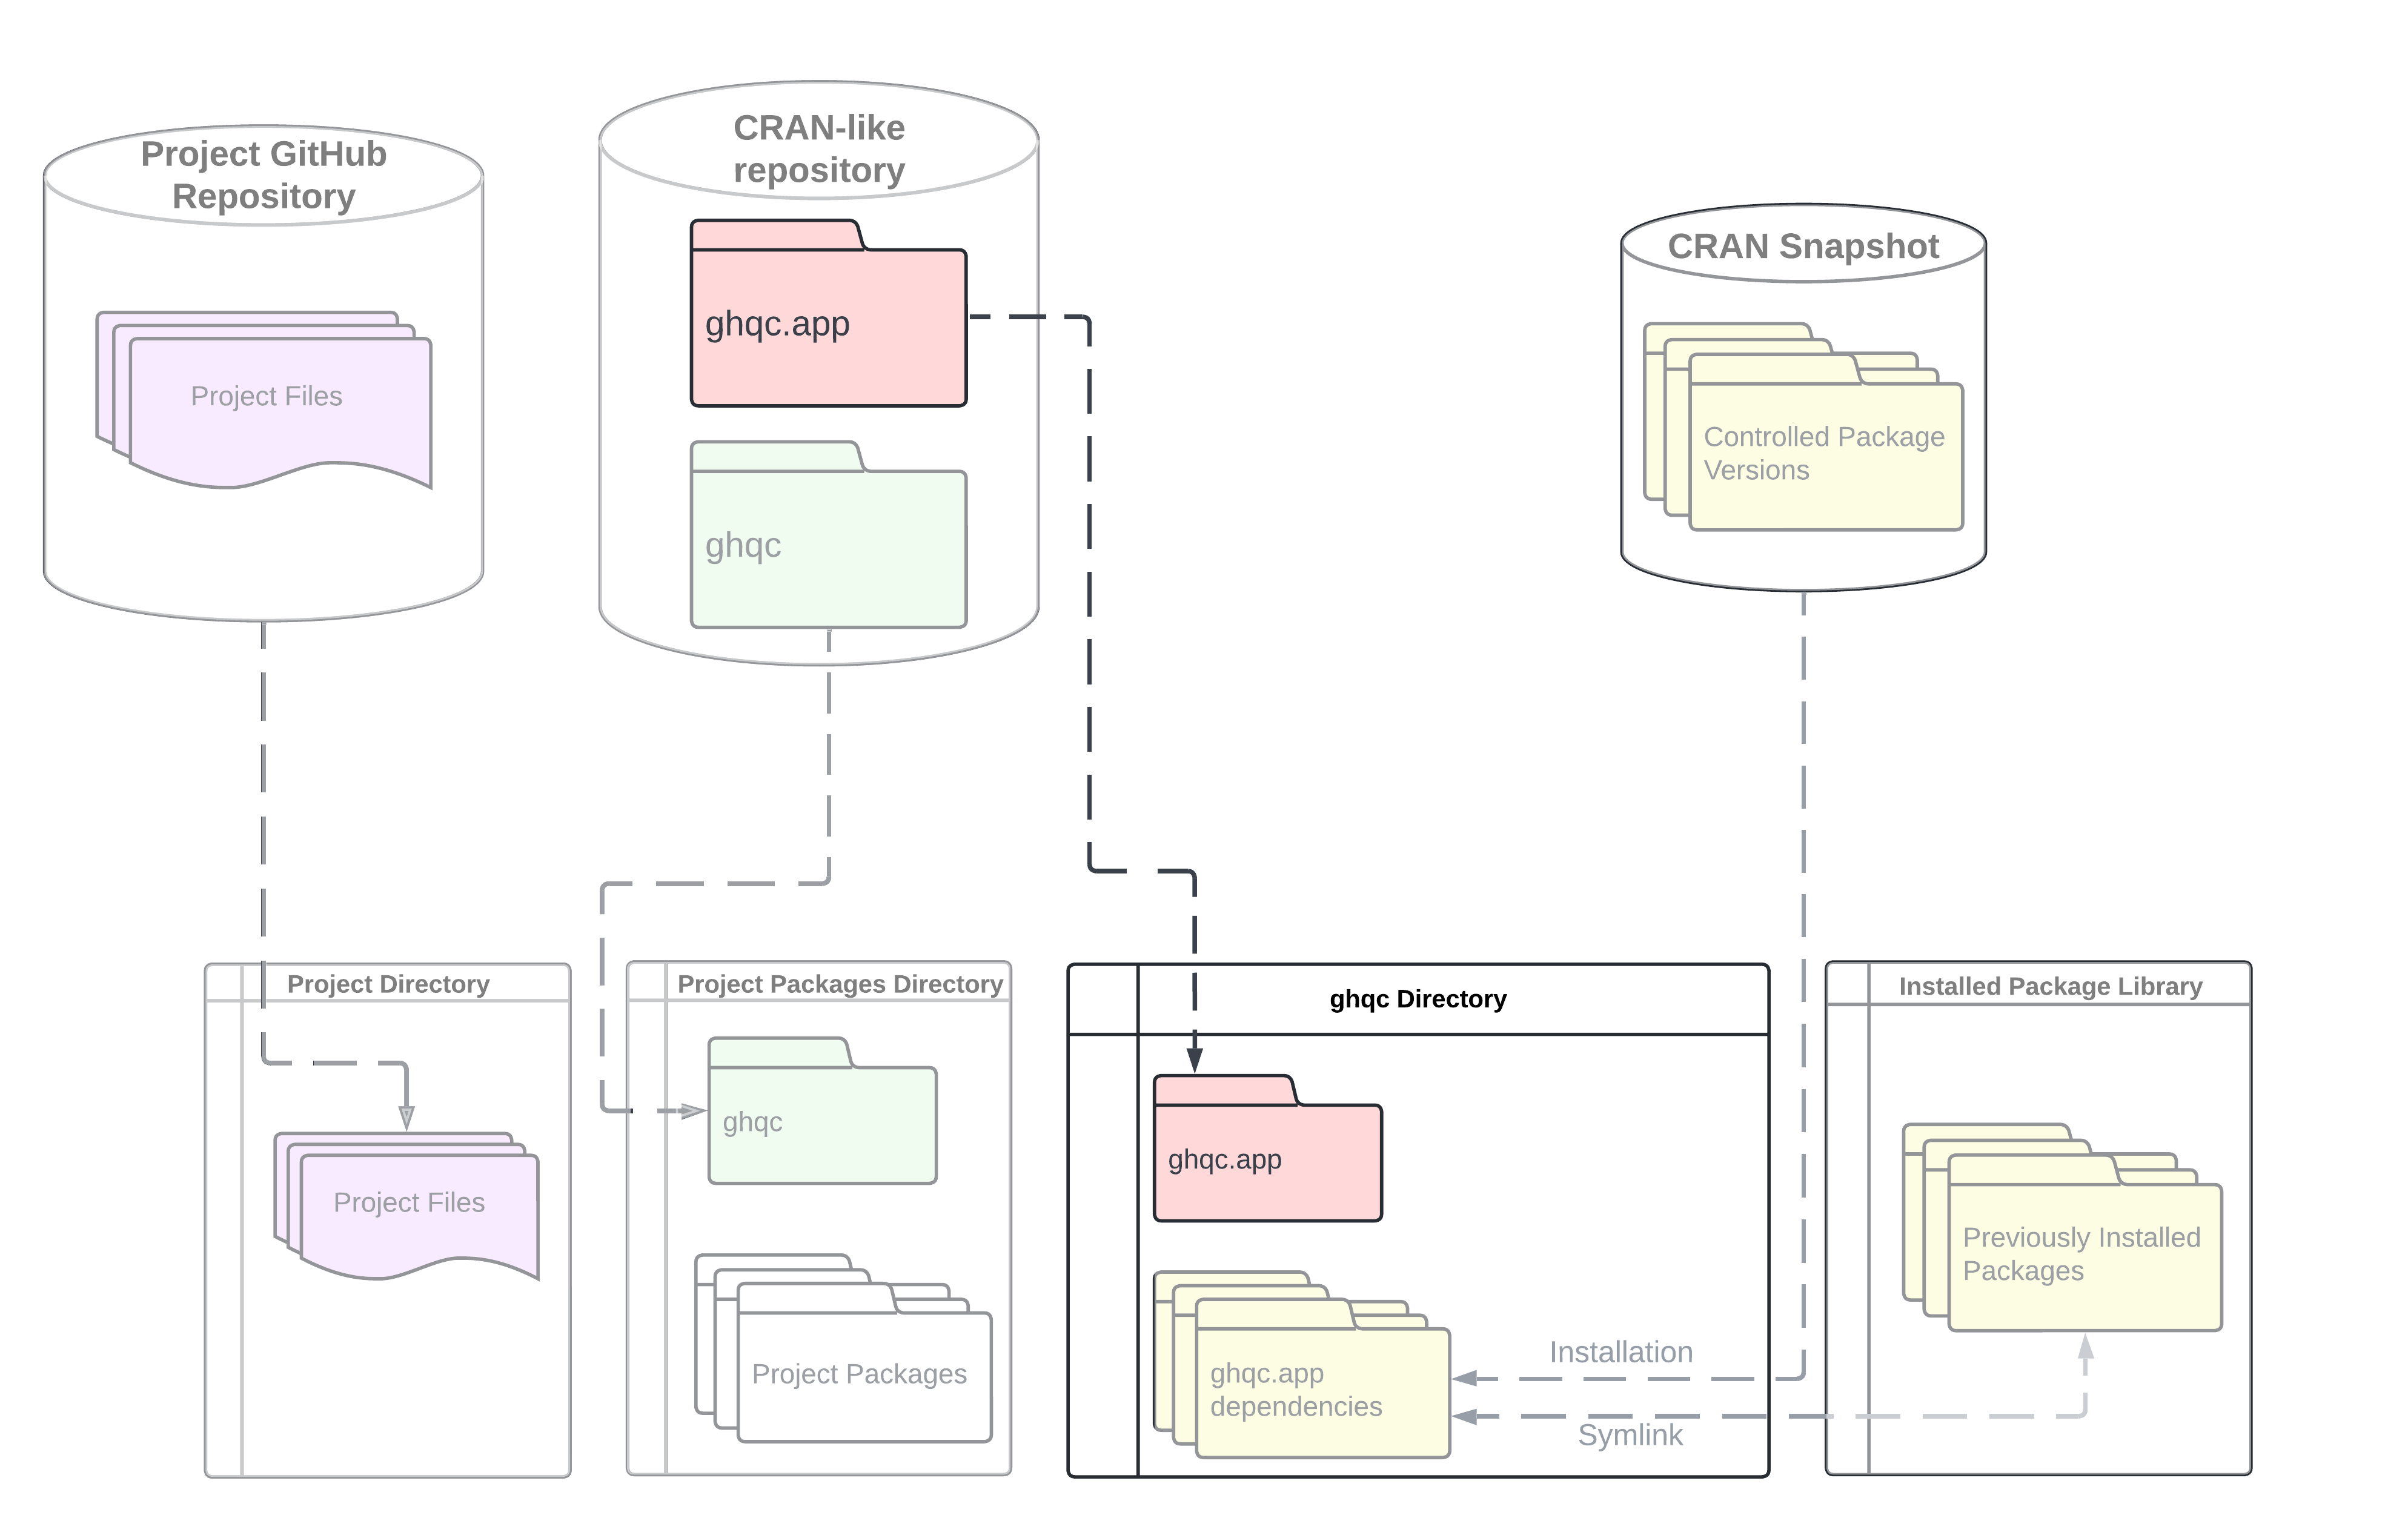 Project GitHub
Repository
Project Files
CRAN-like
repository
ghqc.app
ghqc
CRAN Snapshot
Controlled Package
Versions
Project Directory
Project Files
Project Packages Directory
ghqc
Project Packages
ghqc Directory
ghqc.app
ghqc.app
dependencies
Installation
Symlink
Installed Package Library
Previously Installed
Packages